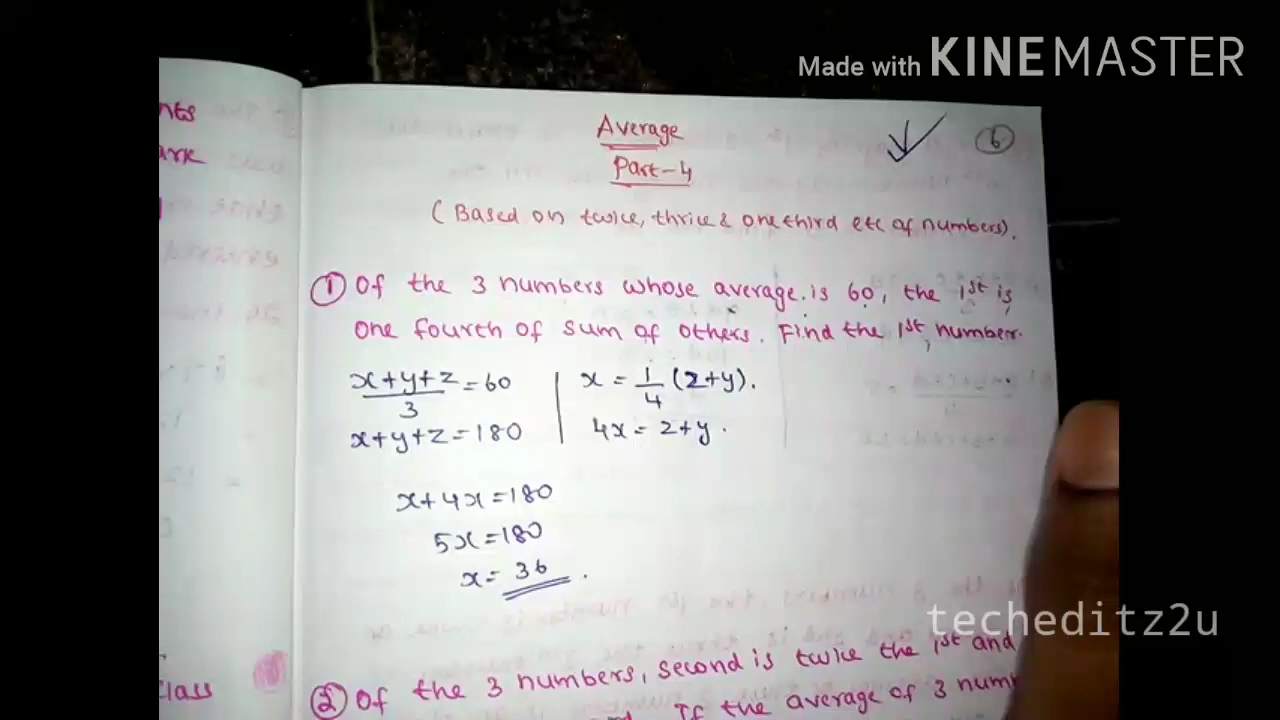 Made with KINEMASTER
nts
ark
Average
Part-4
6
(Based on twice, thrice & one third etc of numbers).
① Of the 3 numbers whose average is 60, the 1st is
one fourth of sum of others. Find the 1st number.
x+y+z/3 = 60
x = 1/4 (z+y).
x+y+z = 180
4x = z+y.
x+4x = 180
5x = 180
x = 36.
techeditz2u
class
② Of the 3 numbers, second is twice the 1st and
If the average of 3 num